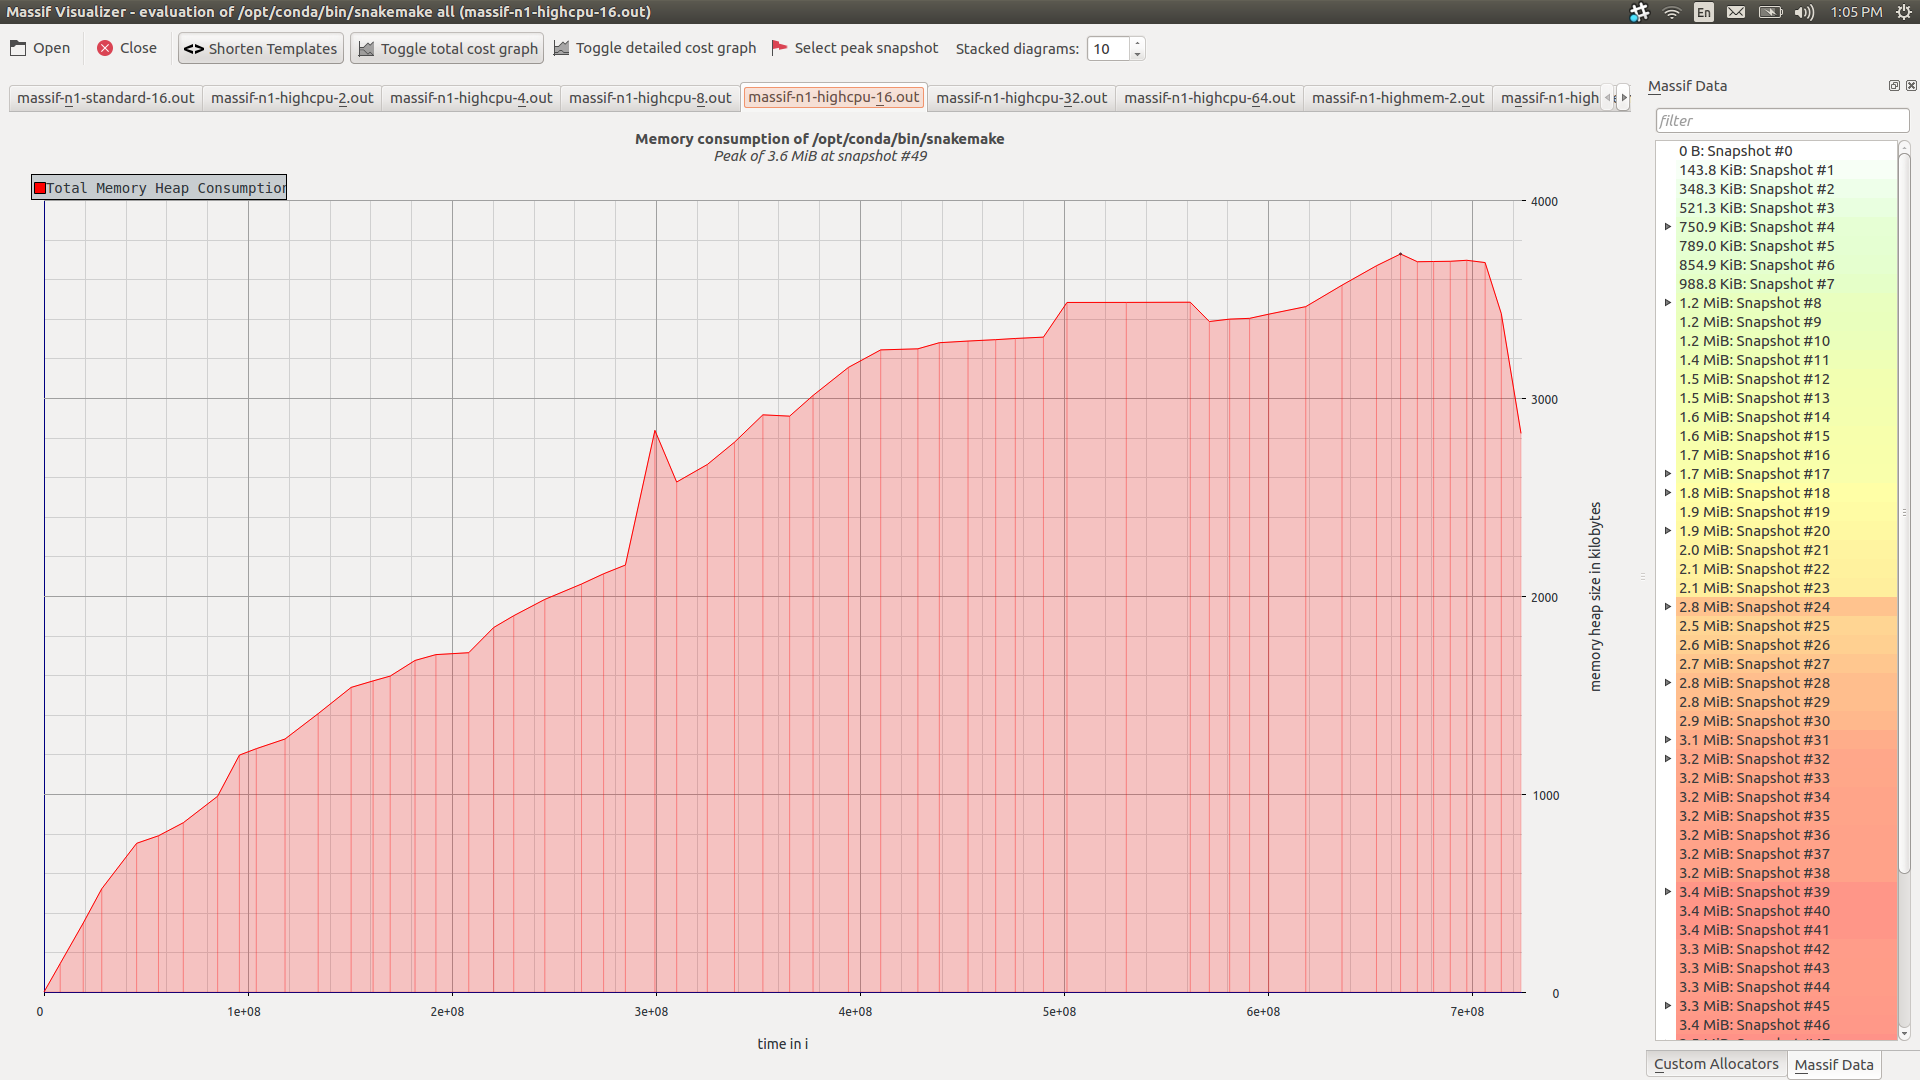 Massif Visualizer - evaluation of /opt/conda/bin/snakemake all (massif-n1-highcpu-16.out)
En
1:05 PM
Open
Close
<> Shorten Templates
Toggle total cost graph
Toggle detailed cost graph
Select peak snapshot
Stacked diagrams:
10
massif-n1-standard-16.out
massif-n1-highcpu-2.out
massif-n1-highcpu-4.out
massif-n1-highcpu-8.out
massif-n1-highcpu-16.out
massif-n1-highcpu-32.out
massif-n1-highcpu-64.out
massif-n1-highmem-2.out
massif-n1-high
Memory consumption of /opt/conda/bin/snakemake
Peak of 3.6 MiB at snapshot #49
Total Memory Heap Consumption
4000
3000
2000
1000
0
memory heap size in kilobytes
0
1e+08
2e+08
3e+08
4e+08
5e+08
6e+08
7e+08
time in i
Massif Data
filter
0 B: Snapshot #0
143.8 KiB: Snapshot #1
348.3 KiB: Snapshot #2
521.3 KiB: Snapshot #3
750.9 KiB: Snapshot #4
789.0 KiB: Snapshot #5
854.9 KiB: Snapshot #6
988.8 KiB: Snapshot #7
1.2 MiB: Snapshot #8
1.2 MiB: Snapshot #9
1.2 MiB: Snapshot #10
1.4 MiB: Snapshot #11
1.5 MiB: Snapshot #12
1.5 MiB: Snapshot #13
1.6 MiB: Snapshot #14
1.6 MiB: Snapshot #15
1.7 MiB: Snapshot #16
1.7 MiB: Snapshot #17
1.8 MiB: Snapshot #18
1.9 MiB: Snapshot #19
1.9 MiB: Snapshot #20
2.0 MiB: Snapshot #21
2.1 MiB: Snapshot #22
2.1 MiB: Snapshot #23
2.8 MiB: Snapshot #24
2.5 MiB: Snapshot #25
2.6 MiB: Snapshot #26
2.7 MiB: Snapshot #27
2.8 MiB: Snapshot #28
2.8 MiB: Snapshot #29
2.9 MiB: Snapshot #30
3.1 MiB: Snapshot #31
3.2 MiB: Snapshot #32
3.2 MiB: Snapshot #33
3.2 MiB: Snapshot #34
3.2 MiB: Snapshot #35
3.2 MiB: Snapshot #36
3.2 MiB: Snapshot #37
3.2 MiB: Snapshot #38
3.4 MiB: Snapshot #39
3.4 MiB: Snapshot #40
3.4 MiB: Snapshot #41
3.3 MiB: Snapshot #42
3.3 MiB: Snapshot #43
3.3 MiB: Snapshot #44
3.3 MiB: Snapshot #45
3.4 MiB: Snapshot #46
Custom Allocators
Massif Data